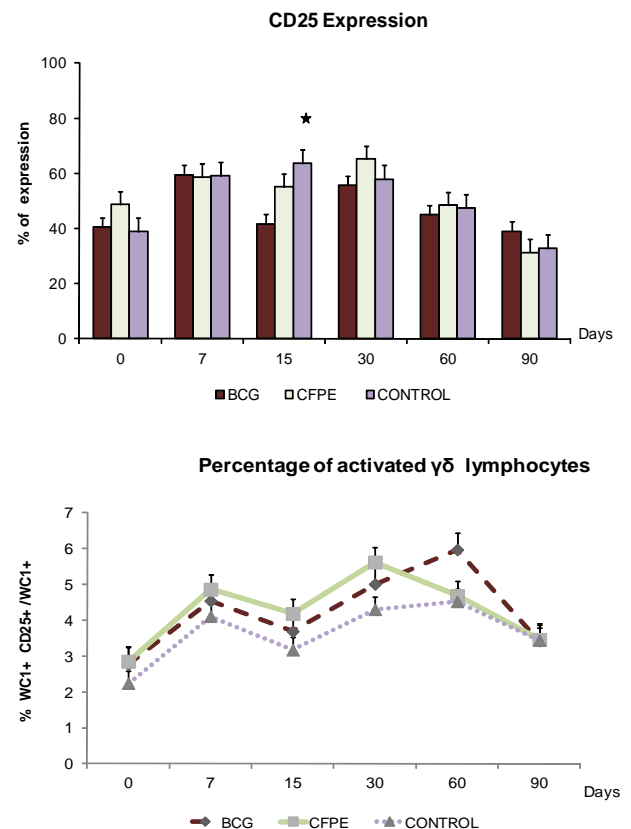 CD25 Expression
% of expression
100
80
60
40
20
0
0 7 15 30 60 90
Days
BCG CFPE CONTROL
Percentage of activated γδ lymphocytes
% WC1+ CD25+ /WC1+
7
6
5
4
3
2
1
0
0 7 15 30 60 90
Days
BCG CFPE CONTROL